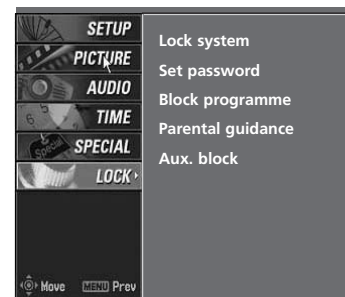 SETUP
PICTURE
AUDIO
TIME
SPECIAL
LOCK
Move MENU Prev
Lock system
Set password
Block programme
Parental guidance
Aux. block